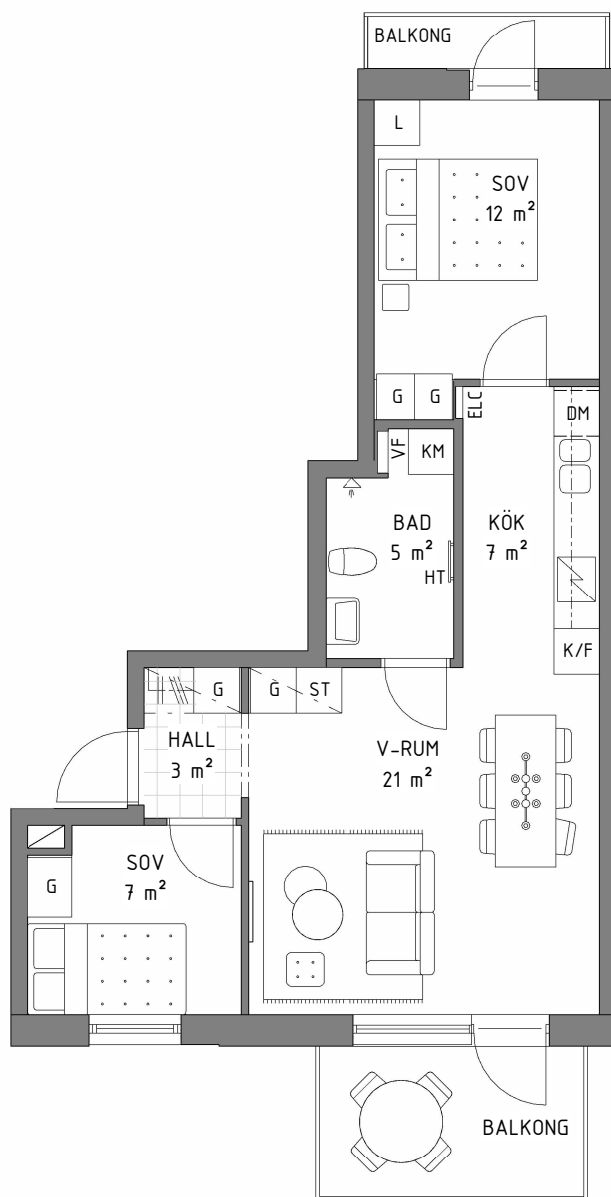 BALKONG
L
SOV
12 m²
G G
ELC
DM
VF
KM
BAD
5 m²
KÖK
7 m²
HT
K/F
G
G
ST
HALL
3 m²
V-RUM
21 m²
SOV
7 m²
G
BALKONG